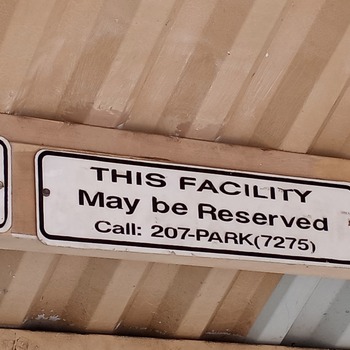 THIS FACILITY
May be Reserved
Call: 207-PARK(7275)